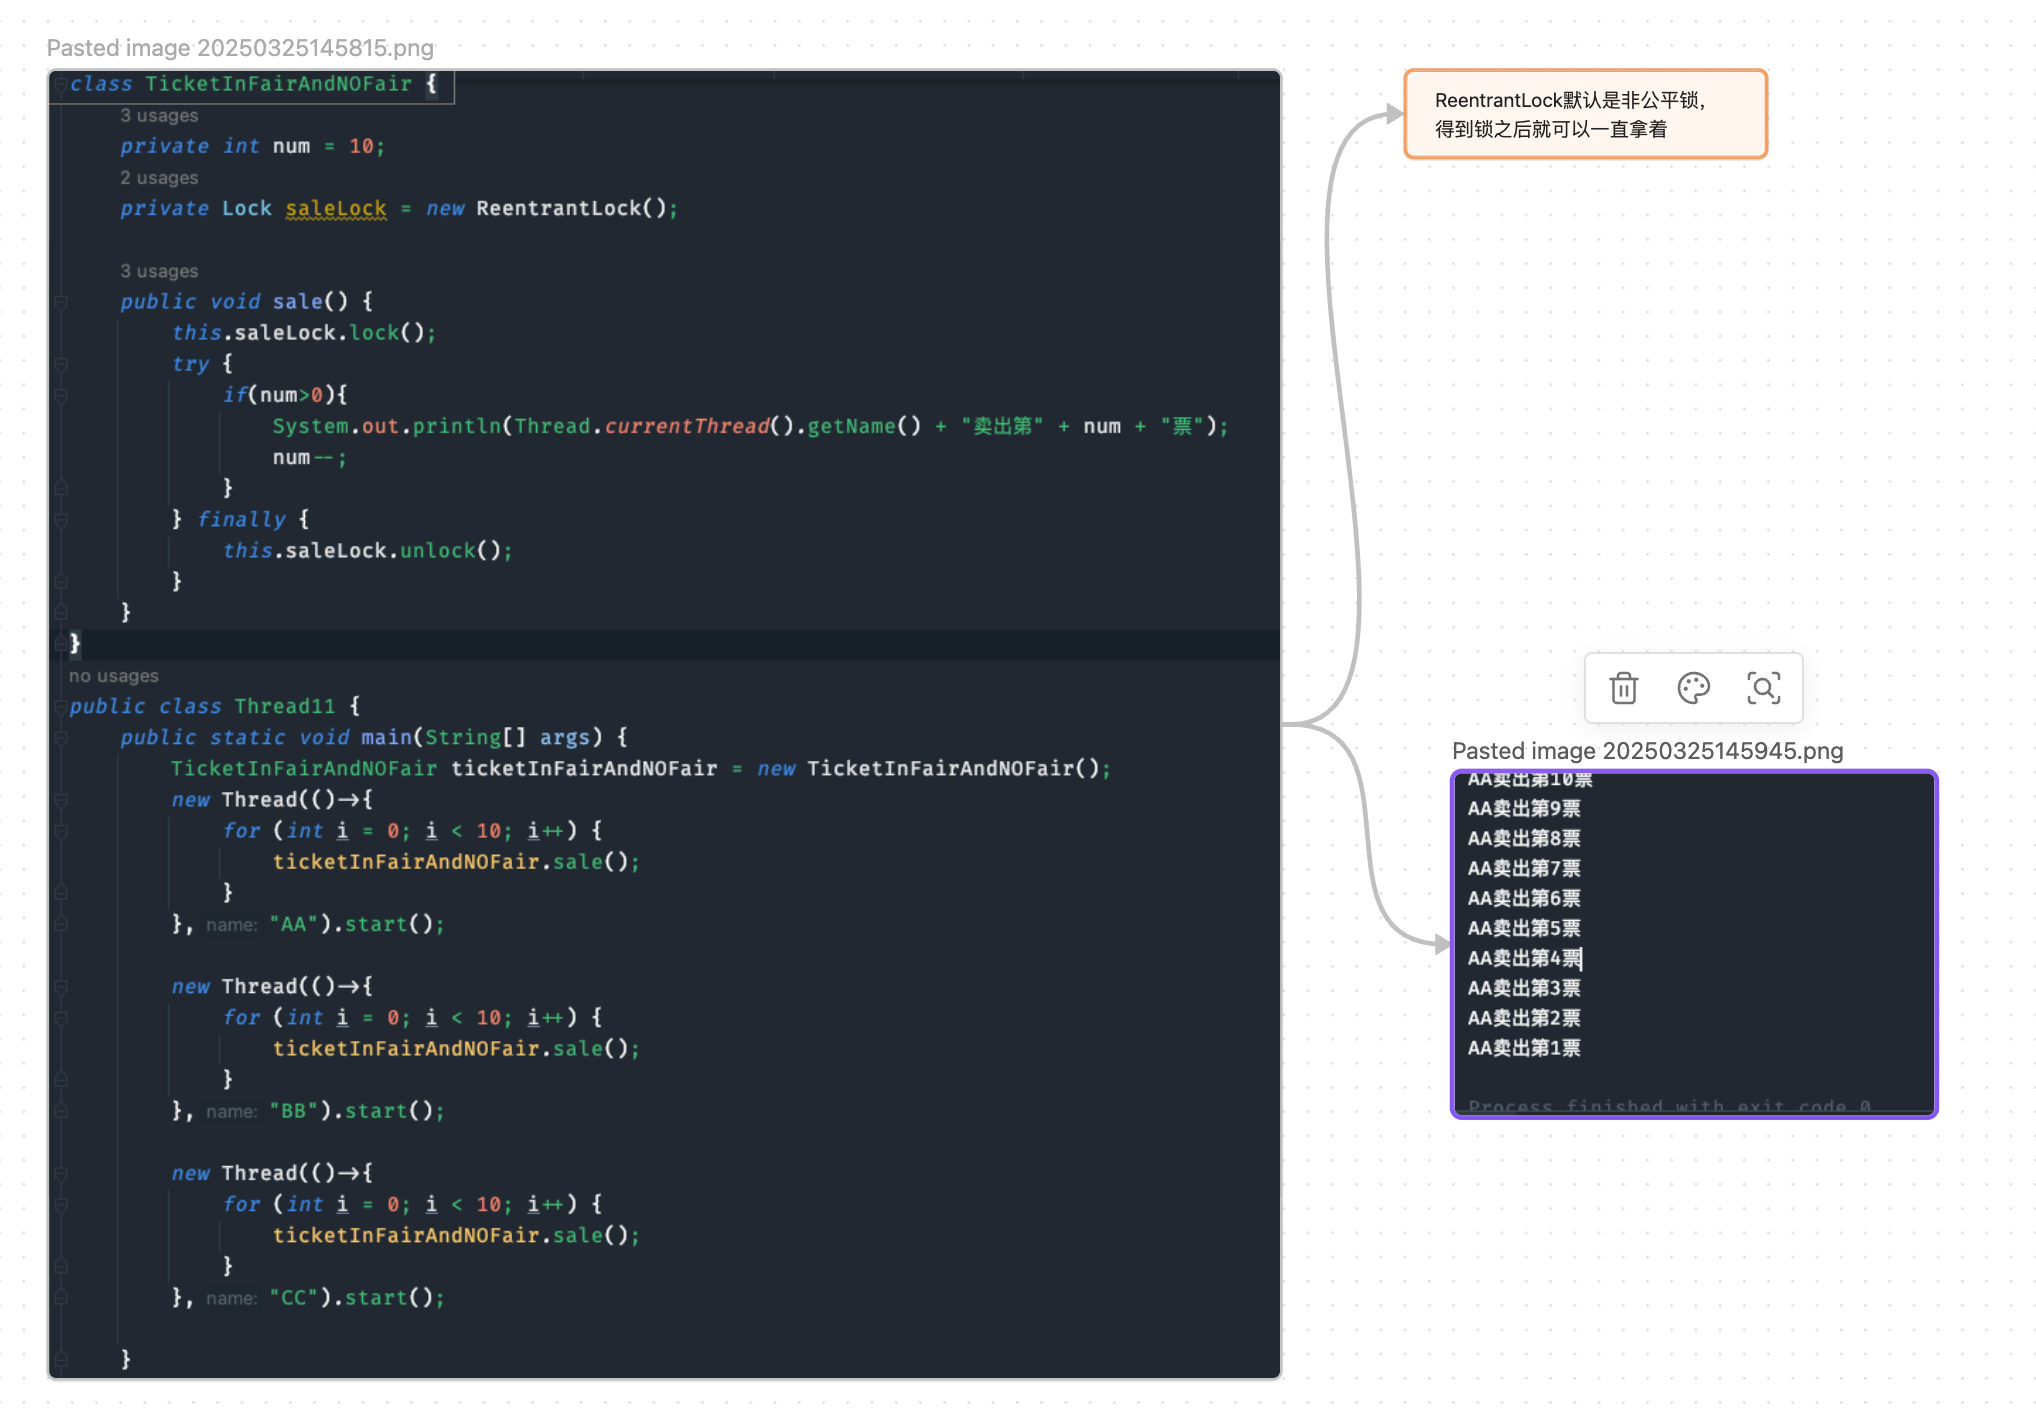 Pasted image 20250325145815.png
class TicketInFairAndNOFair {
3 usages
private int num = 10;
2 usages
private Lock saleLock = new ReentrantLock();
3 usages
public void sale() {
this.saleLock.lock();
try {
if(num>0){
System.out.println(Thread.currentThread().getName() + "卖出第" + num + "票");
num--;
}
} finally {
this.saleLock.unlock();
}
}
}
no usages
public class Thread11 {
public static void main(String[] args) {
TicketInFairAndNOFair ticketInFairAndNOFair = new TicketInFairAndNOFair();
new Thread(()->{
for (int i = 0; i < 10; i++) {
ticketInFairAndNOFair.sale();
}
}, name: "AA").start();
new Thread(()->{
for (int i = 0; i < 10; i++) {
ticketInFairAndNOFair.sale();
}
}, name: "BB").start();
new Thread(()->{
for (int i = 0; i < 10; i++) {
ticketInFairAndNOFair.sale();
}
}, name: "CC").start();
}
ReentrantLock默认是非公平锁，
得到锁之后就可以一直拿着
Pasted image 20250325145945.png
AA卖出第10票
AA卖出第9票
AA卖出第8票
AA卖出第7票
AA卖出第6票
AA卖出第5票
AA卖出第4票
AA卖出第3票
AA卖出第2票
AA卖出第1票
Process finished with exit code 0